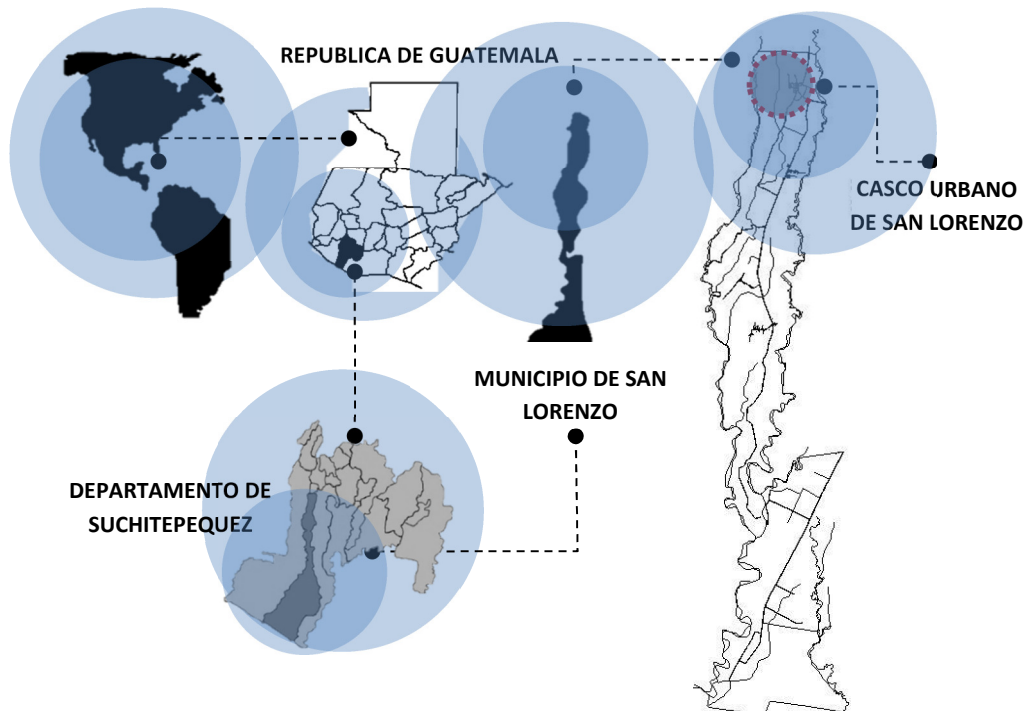 REPUBLICA DE GUATEMALA
CASCO URBANO
DE SAN LORENZO
MUNICIPIO DE SAN
LORENZO
DEPARTAMENTO DE
SUCHITEPEQUEZ